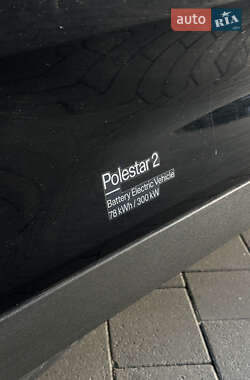 auto RIA
Polestar 2
Battery Electric Vehicle
78 kWh / 300 kW